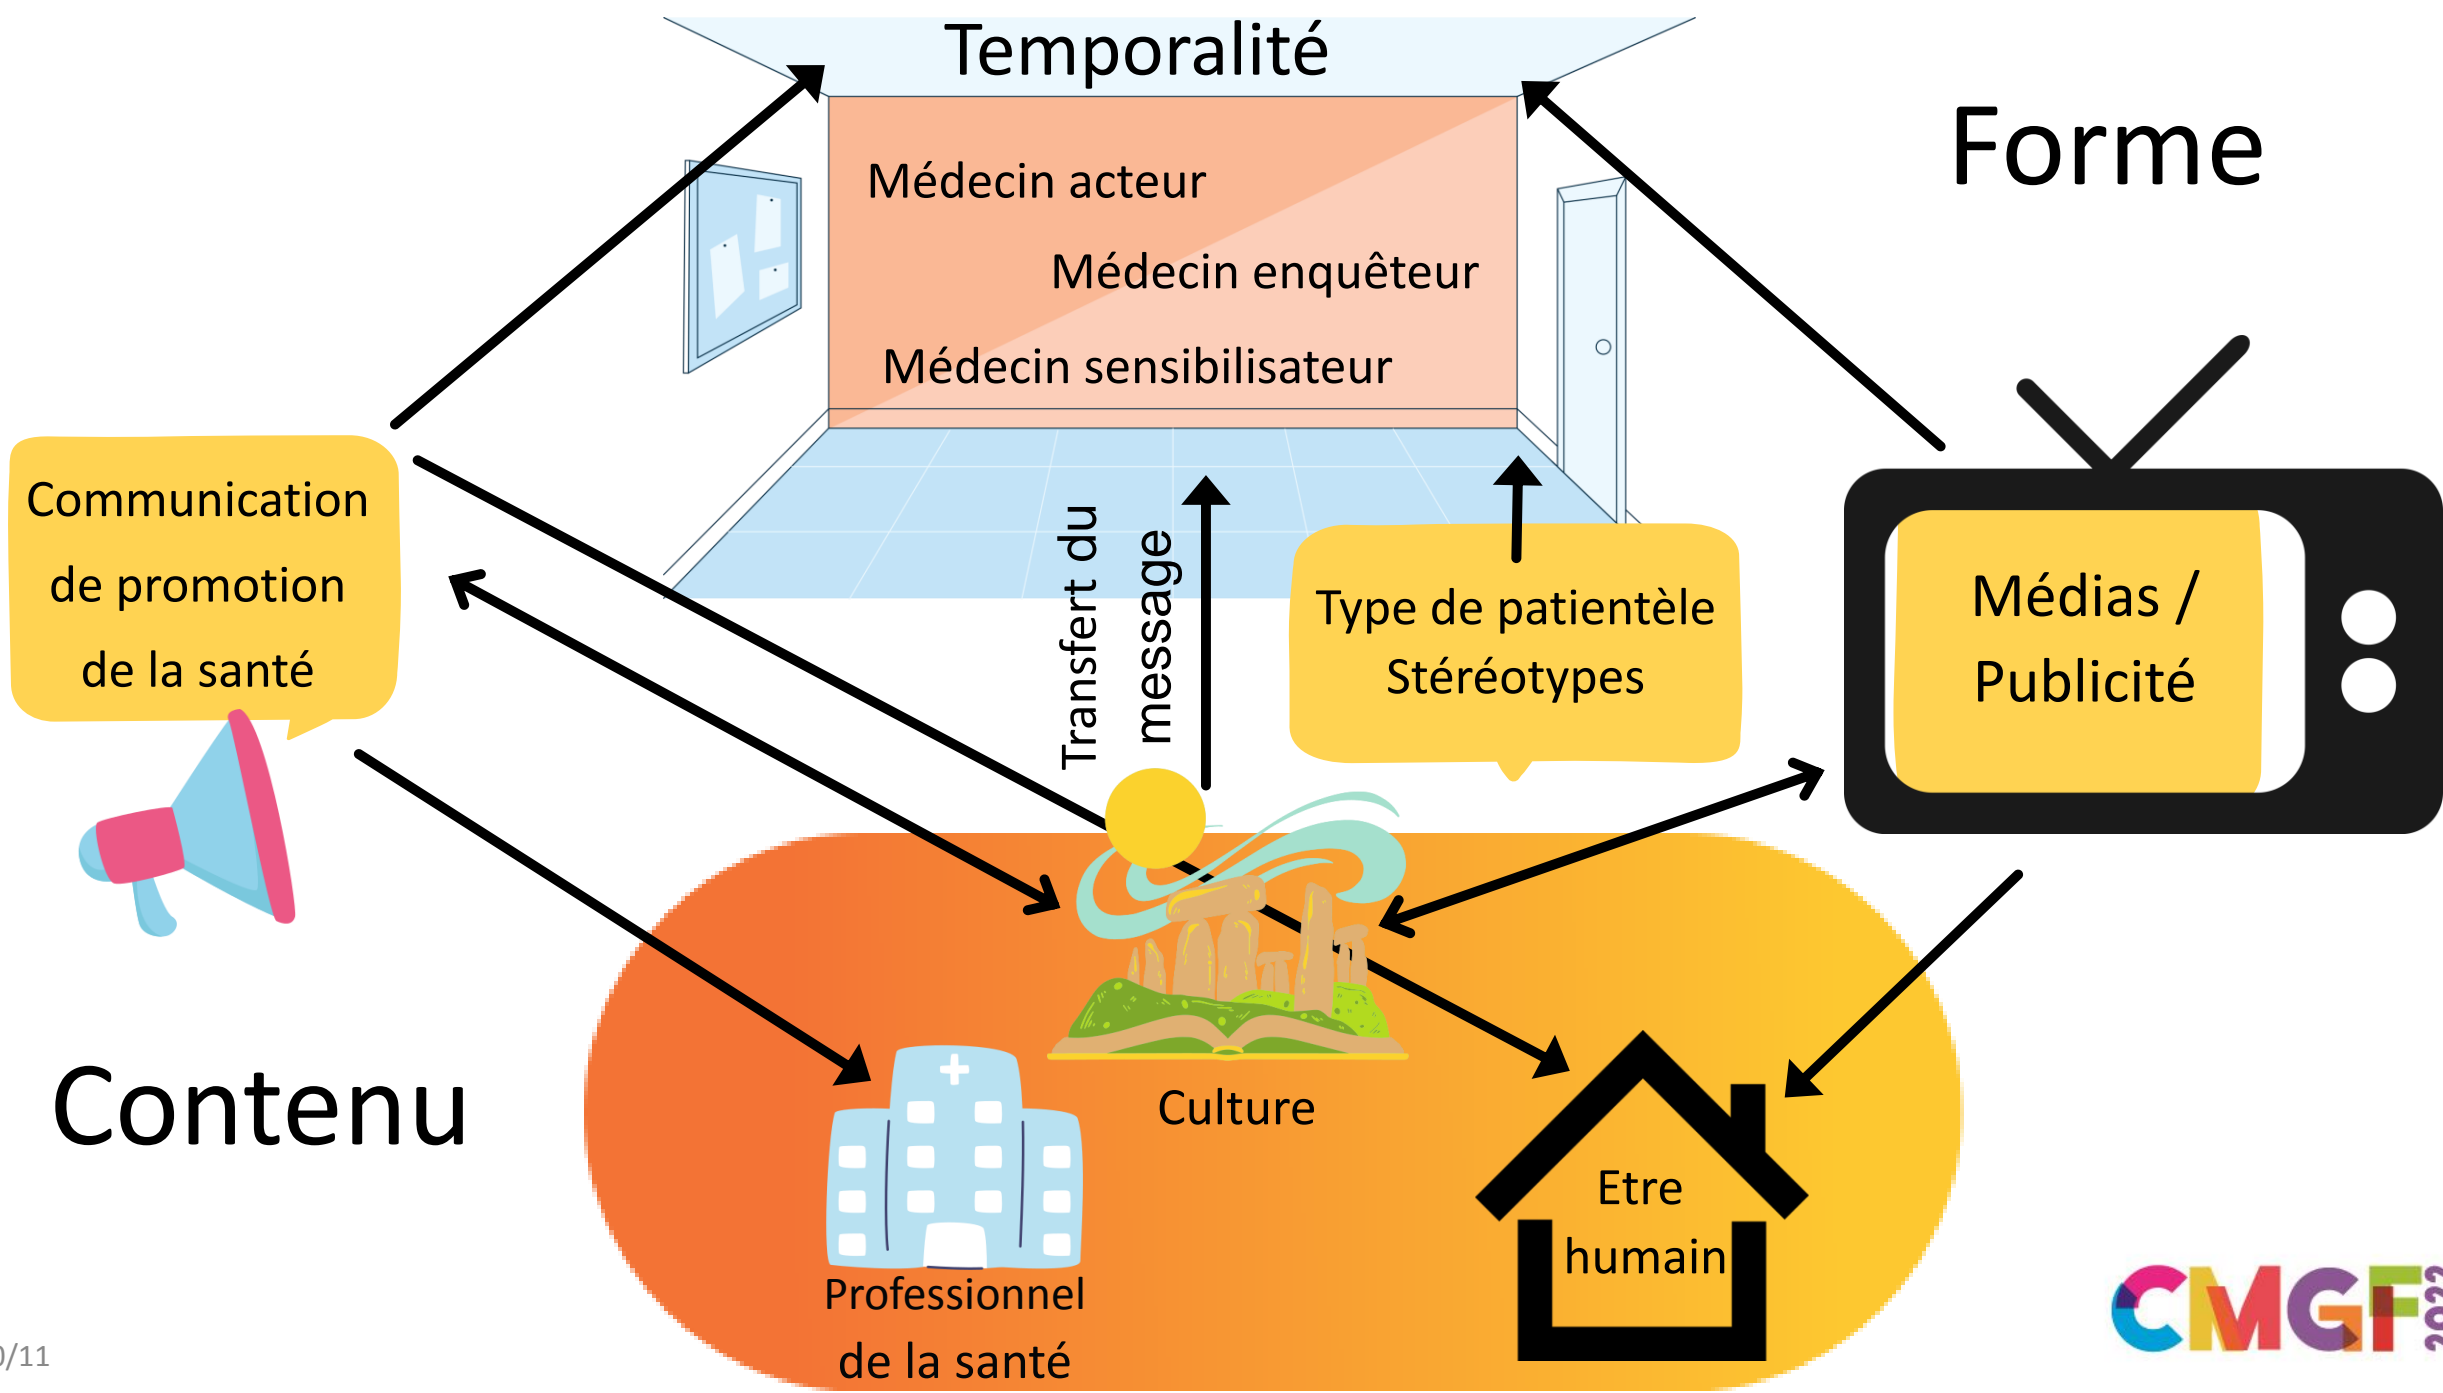 Temporalité
Forme
Médecin acteur
Médecin enquêteur
Médecin sensibilisateur
Communication
de promotion
de la santé
Transfert du
message
Type de patientèle
Stéréotypes
Médias /
Publicité
Contenu
Culture
Etre
humain
Professionnel
de la santé
CMGF
/11